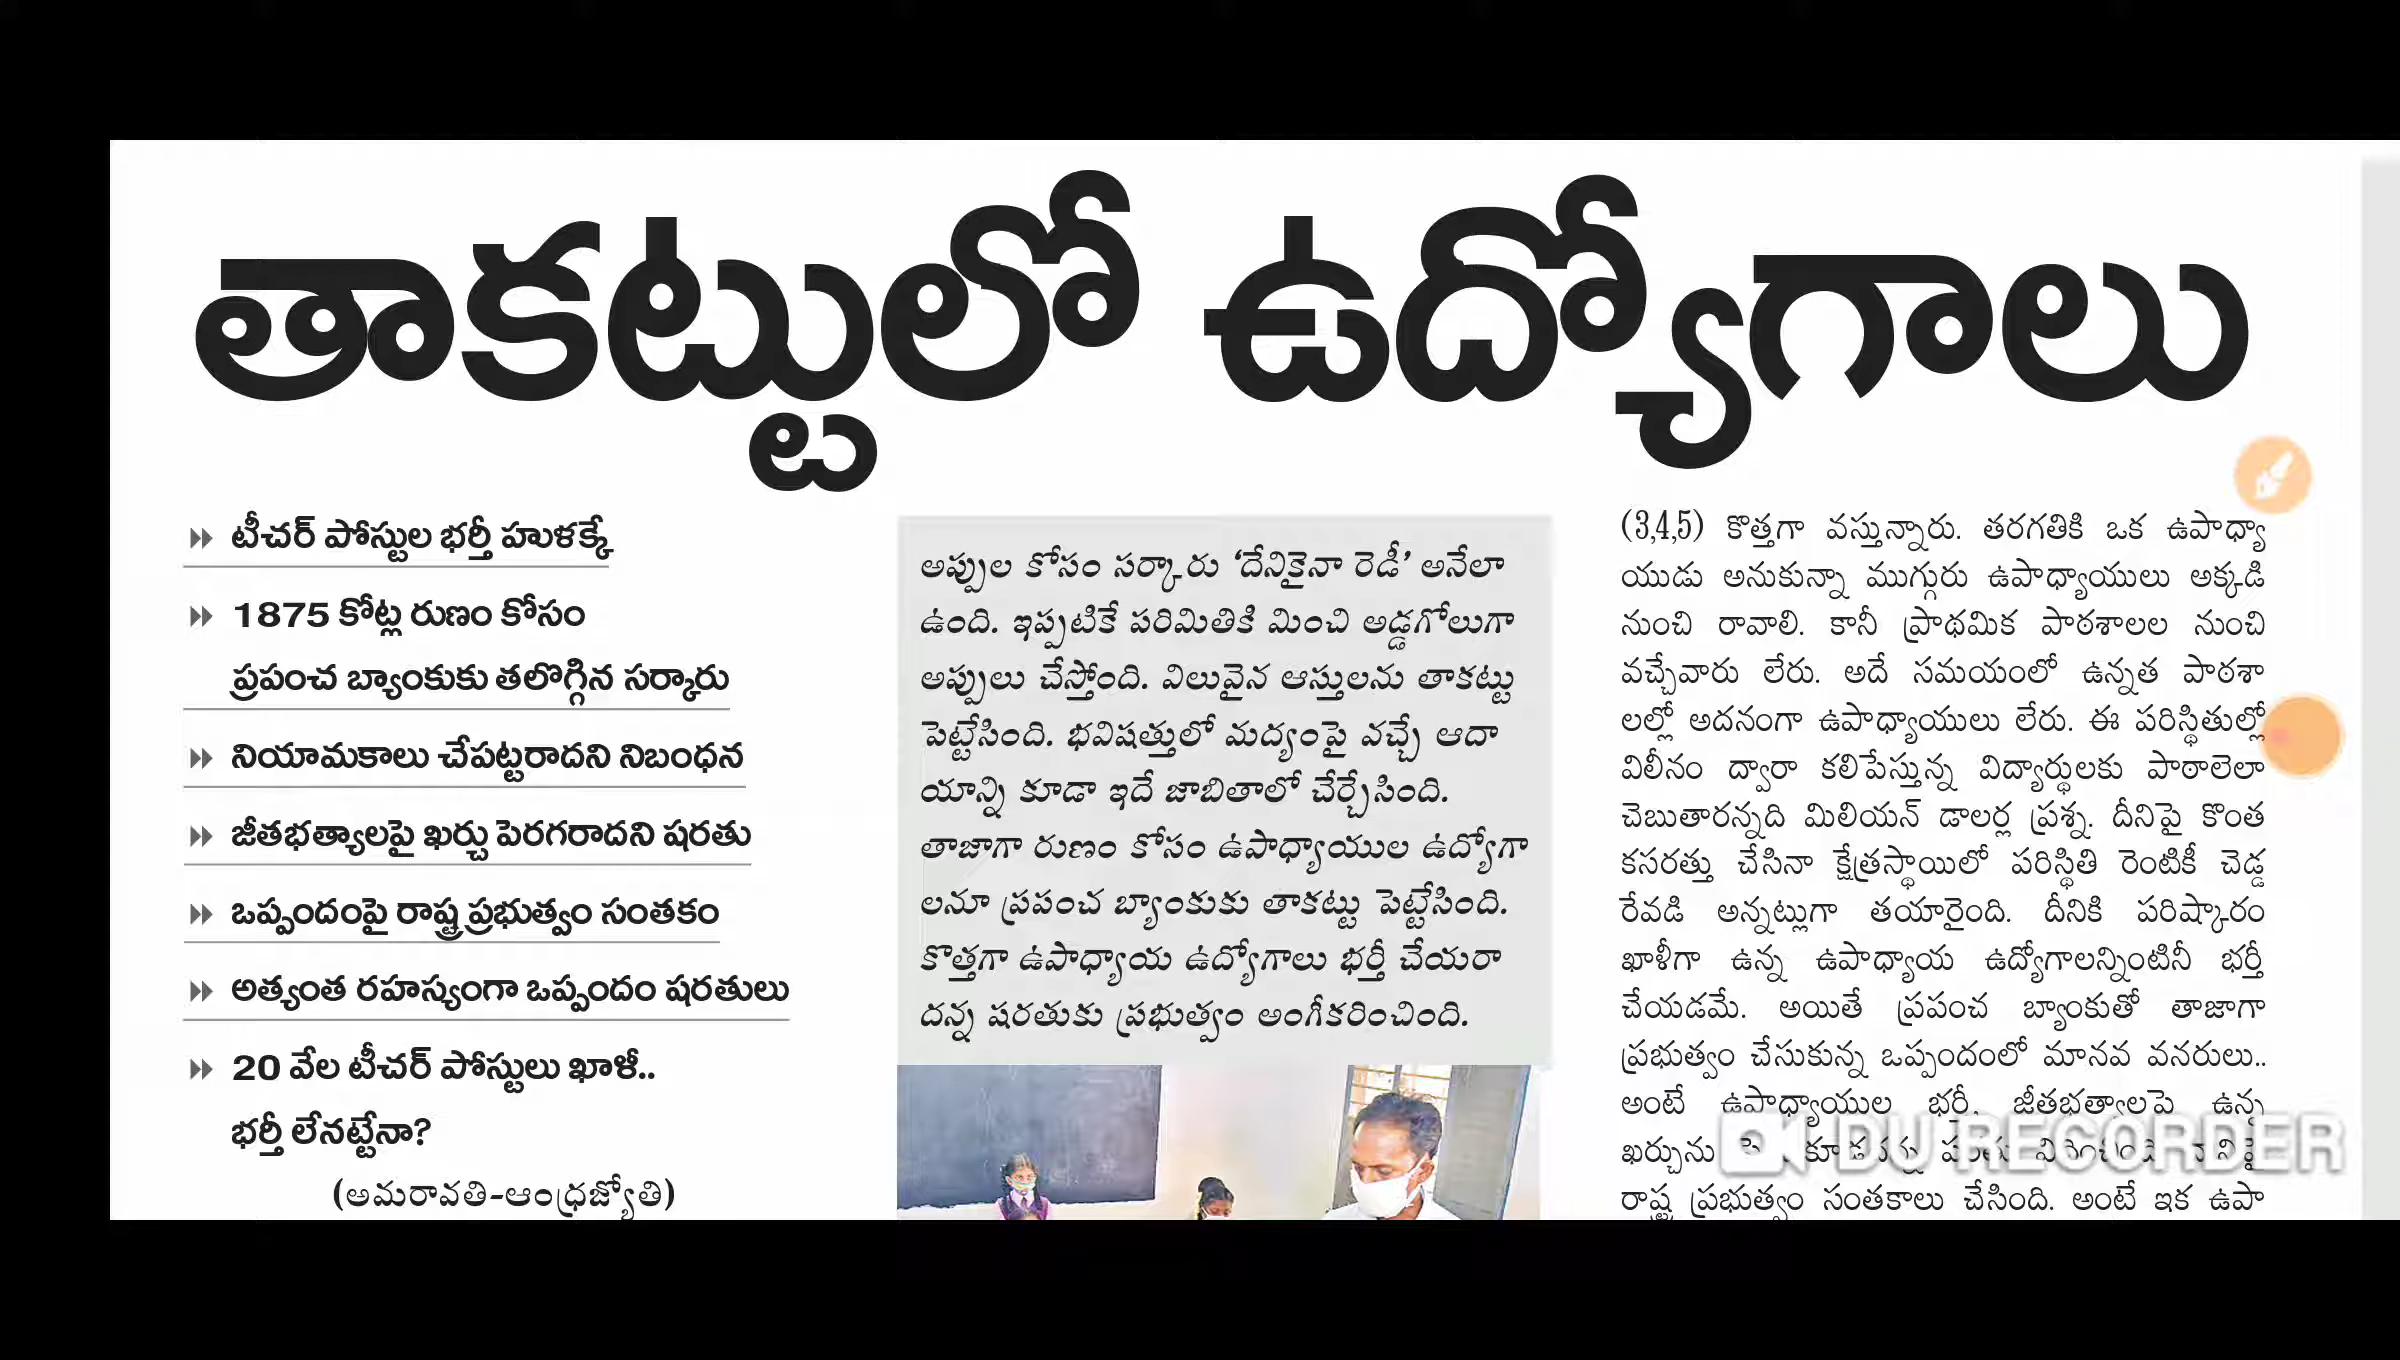 తాకట్టులో ఉద్యోగాలు
టీచర్ పోస్టుల భర్తీ హుళక్కే
1875 కోట్ల రుణం కోసం
ప్రపంచ బ్యాంకుకు తలొగ్గిన సర్కారు
నియామకాలు చేపట్టరాదని నిబంధన
జీతభత్యాలపై ఖర్చు పెరగరాదని షరతు
ఒప్పందంపై రాష్ట్ర ప్రభుత్వం సంతకం
అత్యంత రహస్యంగా ఒప్పందం షరతులు
20 వేల టీచర్ పోస్టులు ఖాళీ..
భర్తీ లేనట్టేనా?
(అమరావతి-ఆంధ్రజ్యోతి)
అప్పుల కోసం సర్కారు ‘దేనికైనా రెడీ’ అనేలా
ఉంది. ఇప్పటికే పరిమితికి మించి అడ్డగోలుగా
అప్పులు చేస్తోంది. విలువైన ఆస్తులను తాకట్టు
పెట్టేసింది. భవిషత్తులో మద్యంపై వచ్చే ఆదా
యాన్ని కూడా ఇదే జాబితాలో చేర్చేసింది.
తాజాగా రుణం కోసం ఉపాధ్యాయుల ఉద్యోగా
లనూ ప్రపంచ బ్యాంకుకు తాకట్టు పెట్టేసింది.
కొత్తగా ఉపాధ్యాయ ఉద్యోగాలు భర్తీ చేయరా
దన్న షరతుకు ప్రభుత్వం అంగీకరించింది.
(3,4,5) కొత్తగా వస్తున్నారు. తరగతికి ఒక ఉపాధ్యా
యుడు అనుకున్నా ముగ్గురు ఉపాధ్యాయులు అక్కడి
నుంచి రావాలి. కానీ ప్రాథమిక పాఠశాలల నుంచి
వచ్చేవారు లేరు. అదే సమయంలో ఉన్నత పాఠశా
లల్లో అదనంగా ఉపాధ్యాయులు లేరు. ఈ పరిస్థితుల్లో
విలీనం ద్వారా కలిపేస్తున్న విద్యార్థులకు పాఠాలెలా
చెబుతారన్నది మిలియన్ డాలర్ల ప్రశ్న. దీనిపై కొంత
కసరత్తు చేసినా క్షేత్రస్థాయిలో పరిస్థితి రెంటికీ చెడ్డ
రేవడి అన్నట్లుగా తయారైంది. దీనికి పరిష్కారం
ఖాళీగా ఉన్న ఉపాధ్యాయ ఉద్యోగాలన్నింటినీ భర్తీ
చేయడమే. అయితే ప్రపంచ బ్యాంకుతో తాజాగా
ప్రభుత్వం చేసుకున్న ఒప్పందంలో మానవ వనరులు..
అంటే ఉపాధ్యాయుల భర్తీ, జీతభత్యాలపై ఉన్న
ఖర్చును
DU RECORDER
రాష్ట్ర ప్రభుత్వం సంతకాలు చేసింది. అంటే ఇక ఉపా